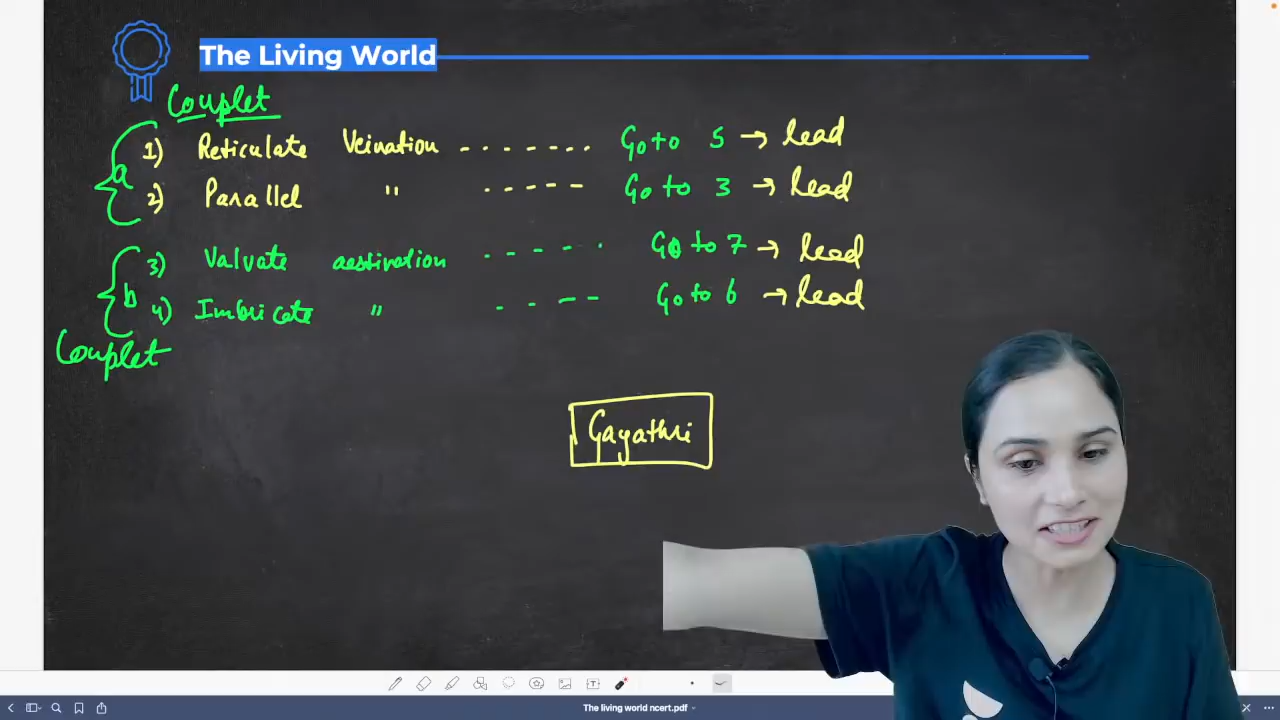 The Living World
Couplet
a
1) Reticulate Veination ....... Go to 5 → lead
2) Parallel " ----- Go to 3 → lead
b
3) Valvate aestivation ------ Go to 7 → lead
4) Imbricate " ---- Go to 6 → lead
Couplet
Gayathri
The living world ncert.pdf